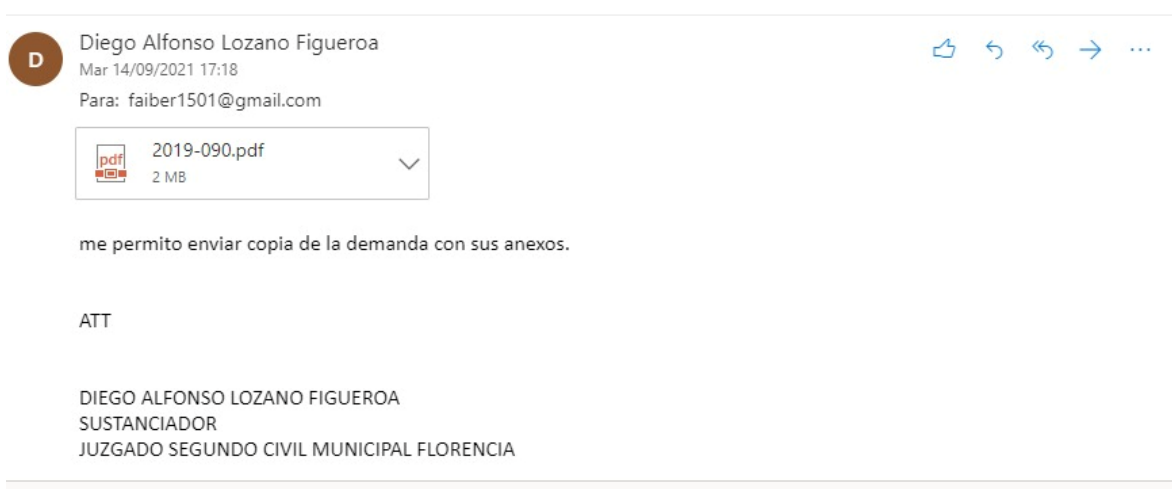 D
Diego Alfonso Lozano Figueroa
Mar 14/09/2021 17:18
Para: faiber1501@gmail.com
pdf
2019-090.pdf
2 MB
me permito enviar copia de la demanda con sus anexos.
ATT
DIEGO ALFONSO LOZANO FIGUEROA
SUSTANCIADOR
JUZGADO SEGUNDO CIVIL MUNICIPAL FLORENCIA